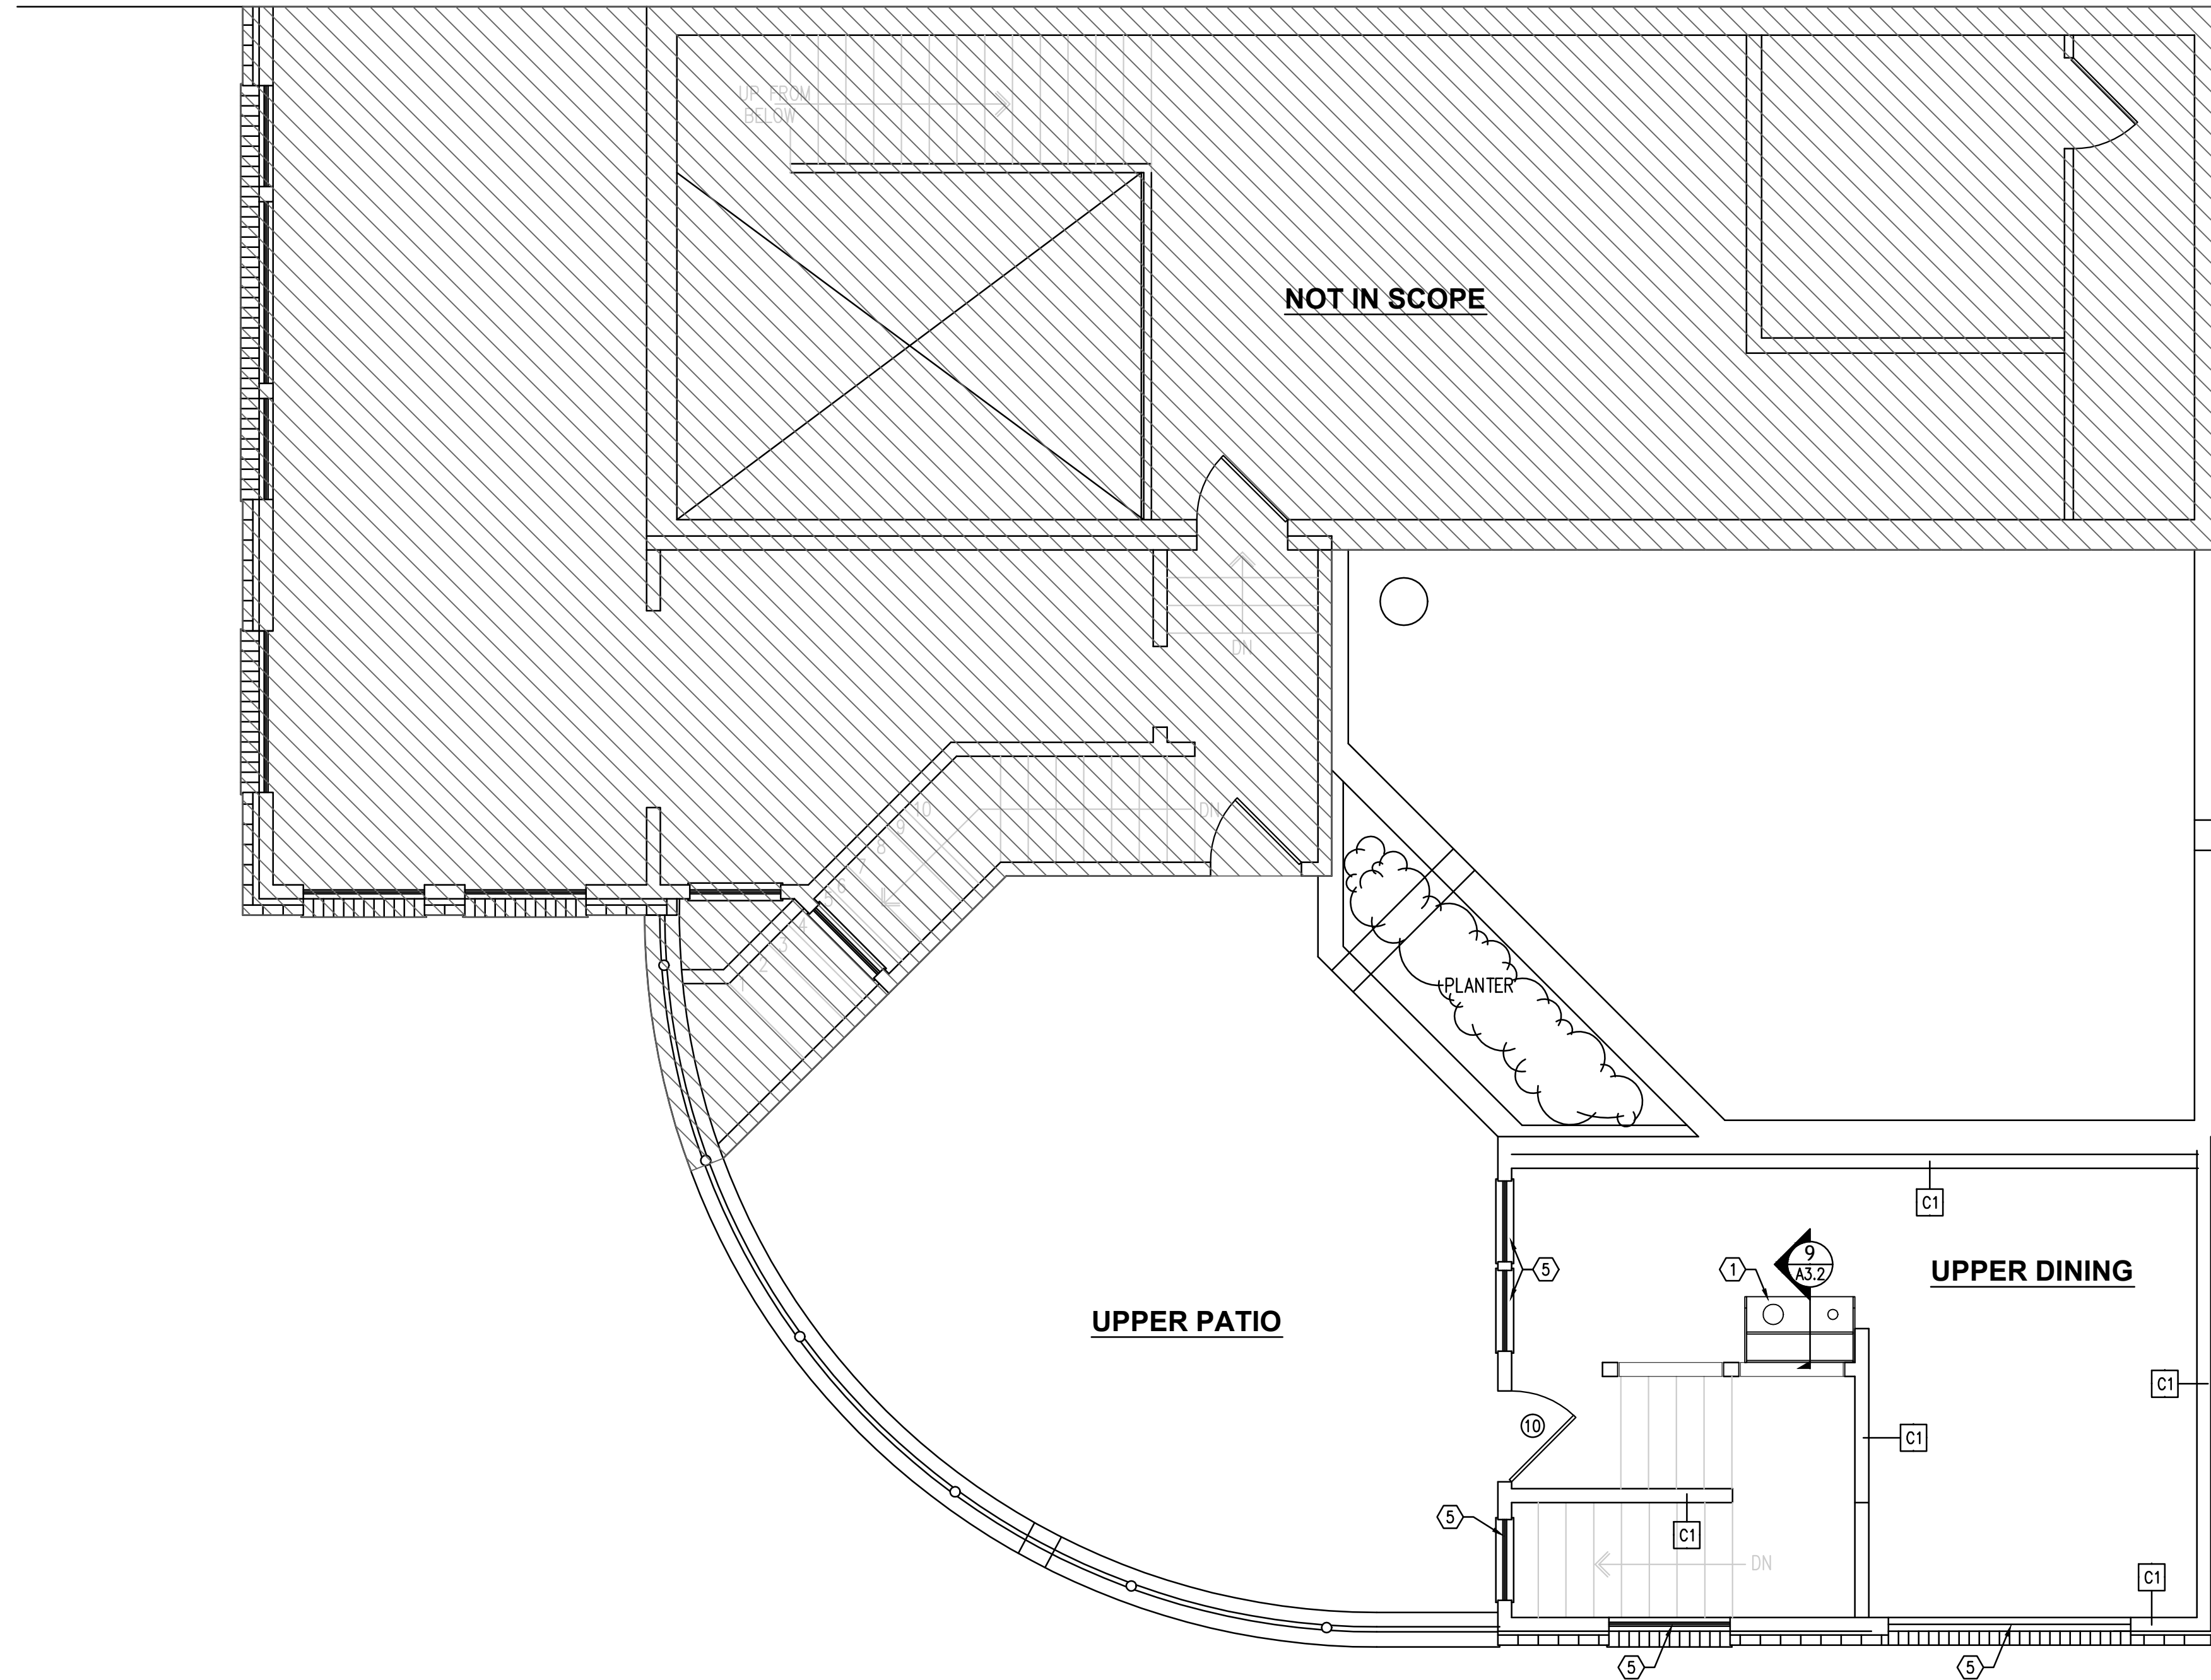 UP FROM
BELOW
NOT IN SCOPE
DN
10
9
8
7
6
5
4
3
2
1
DN
PLANTER
C1
9
A3.2
1
5
UPPER DINING
UPPER PATIO
C1
10
C1
5
C1
DN
C1
5
5